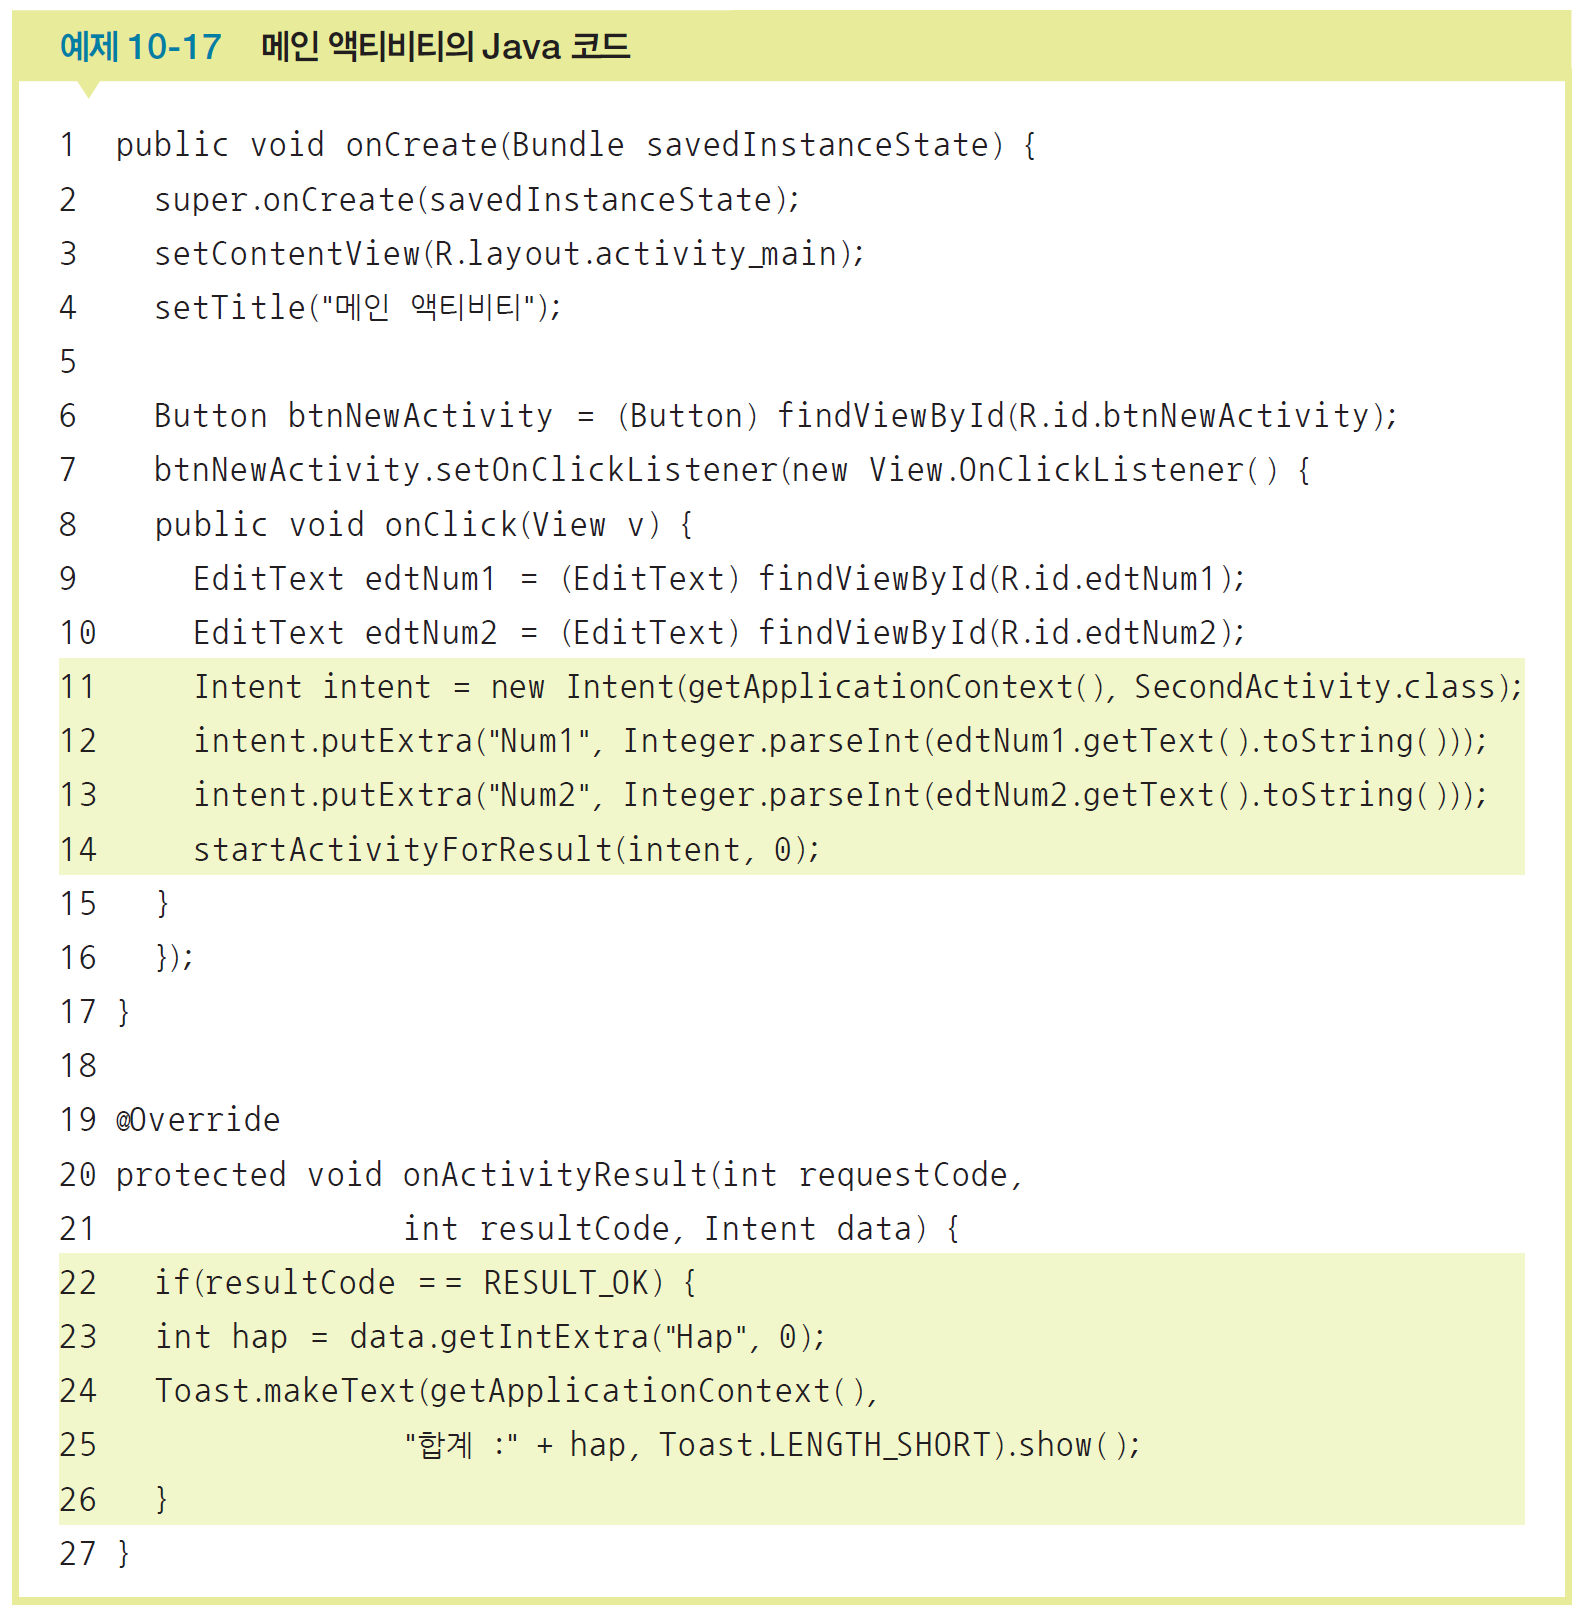 예제 10-17 메인 액티비티의 Java 코드
1 public void onCreate(Bundle savedInstanceState) {
2   super.onCreate(savedInstanceState);
3   setContentView(R.layout.activity_main);
4   setTitle("메인 액티비티");
5
6   Button btnNewActivity = (Button) findViewById(R.id.btnNewActivity);
7   btnNewActivity.setOnClickListener(new View.OnClickListener() {
8   public void onClick(View v) {
9     EditText edtNum1 = (EditText) findViewById(R.id.edtNum1);
10     EditText edtNum2 = (EditText) findViewById(R.id.edtNum2);
11     Intent intent = new Intent(getApplicationContext(), SecondActivity.class);
12     intent.putExtra("Num1", Integer.parseInt(edtNum1.getText().toString()));
13     intent.putExtra("Num2", Integer.parseInt(edtNum2.getText().toString()));
14     startActivityForResult(intent, 0);
15   }
16   });
17 }
18
19 @Override
20 protected void onActivityResult(int requestCode,
21                int resultCode, Intent data) {
22   if(resultCode == RESULT_OK) {
23   int hap = data.getIntExtra("Hap", 0);
24   Toast.makeText(getApplicationContext(),
25                "합계 :" + hap, Toast.LENGTH_SHORT).show();
26   }
27 }